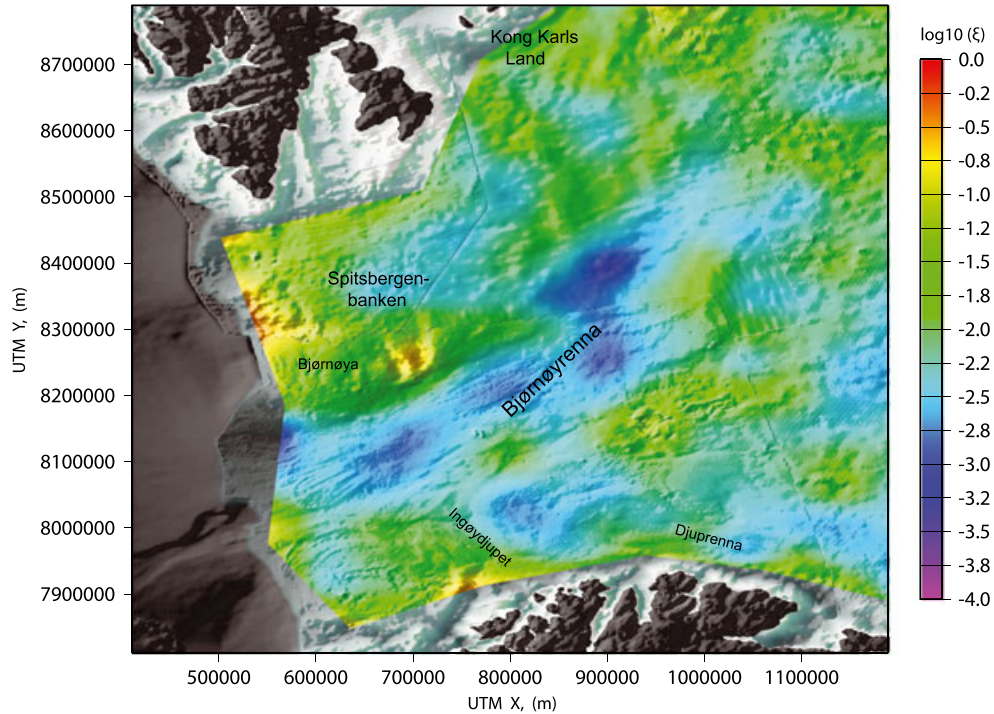 log10 (ξ)
Kong Karls
Land
Spitsbergen-
banken
Bjørnøya
Bjørnøyrenna
Ingøydjupet
Djuprenna
UTM Y, (m)
8700000
8600000
8500000
8400000
8300000
8200000
8100000
8000000
7900000
500000 600000 700000 800000 900000 1000000 1100000
UTM X, (m)
0.0
-0.2
-0.5
-0.8
-1.0
-1.2
-1.5
-1.8
-2.0
-2.2
-2.5
-2.8
-3.0
-3.2
-3.5
-3.8
-4.0